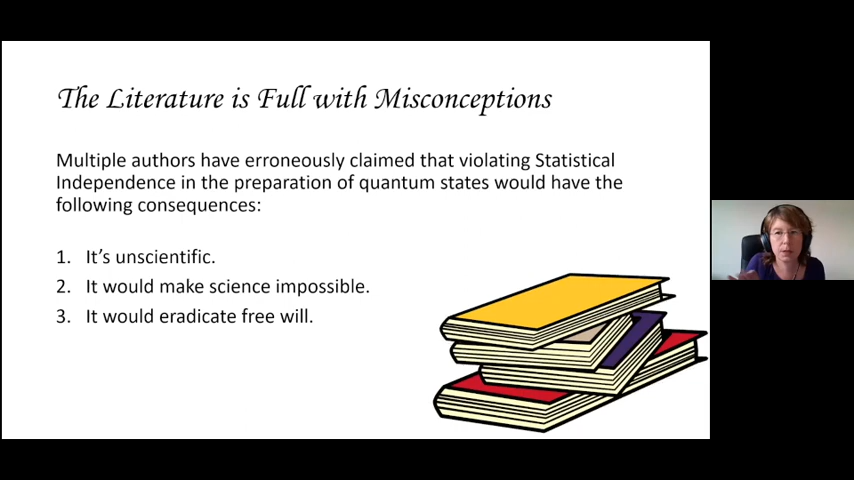 The Literature is Full with Misconceptions
Multiple authors have erroneously claimed that violating Statistical
Independence in the preparation of quantum states would have the
following consequences:
1. It's unscientific.
2. It would make science impossible.
3. It would eradicate free will.